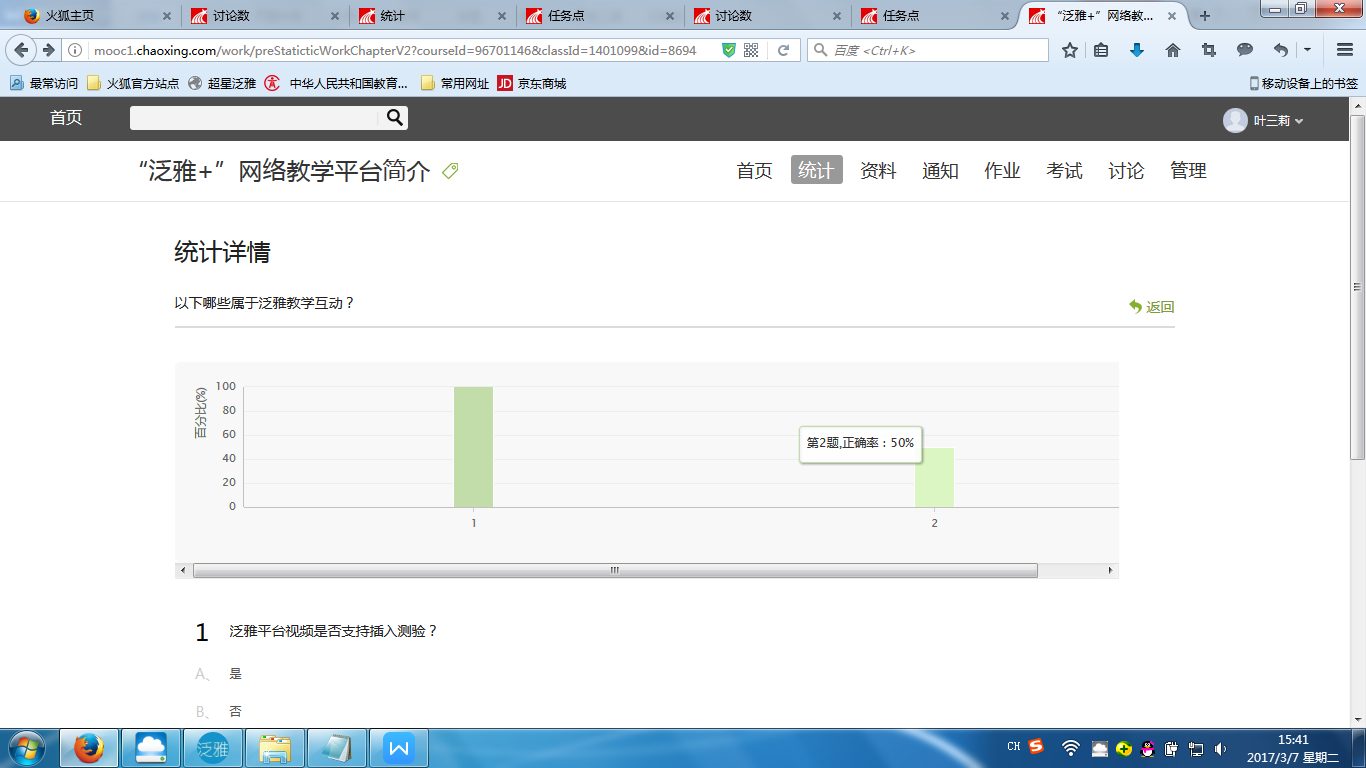 火狐主页
讨论数
统计
任务点
讨论数
任务点
“泛雅+”网络教...
mooc1.chaoxing.com/work/preStaticticWorkChapterV2?courseId=96701146&classId=1401099&id=8694
百度 <Ctrl+K>
最常访问
火狐官方站点
超星泛雅
中华人民共和国教育...
常用网址
JD 京东商城
移动设备上的书签
首页
叶三莉
“泛雅+”网络教学平台简介
首页
统计
资料
通知
作业
考试
讨论
管理
统计详情
以下哪些属于泛雅教学互动？
返回
百分比(%)
100
80
60
40
20
0
第2题,正确率：50%
1
2
1 泛雅平台视频是否支持插入测验？
A、 是
B、 否
泛雅
W
CH
S
15:41
2017/3/7 星期二